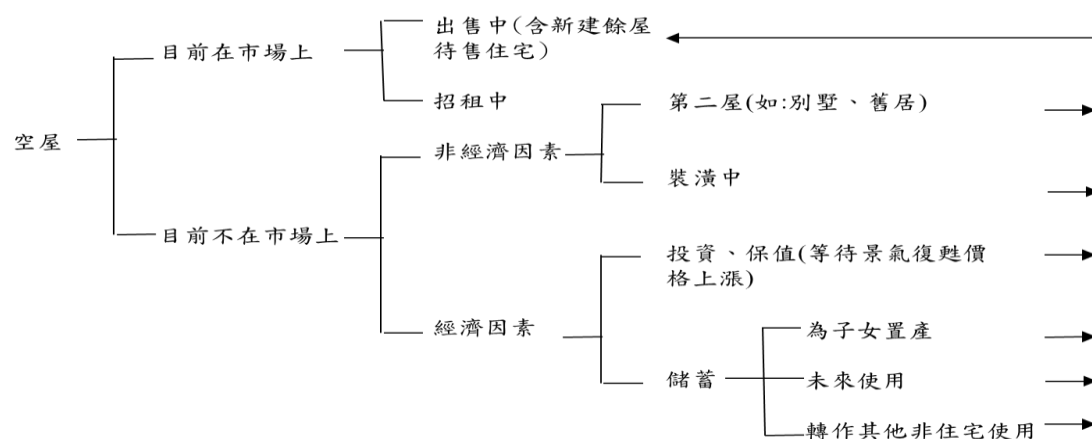 出售中(含新建餘屋
待售住宅)
目前在市場上
招租中
第二屋(如:別墅、舊居)
空屋
非經濟因素
裝潢中
目前不在市場上
投資、保值(等待景氣復甦價
格上漲)
經濟因素
為子女置產
儲蓄
未來使用
轉作其他非住宅使用